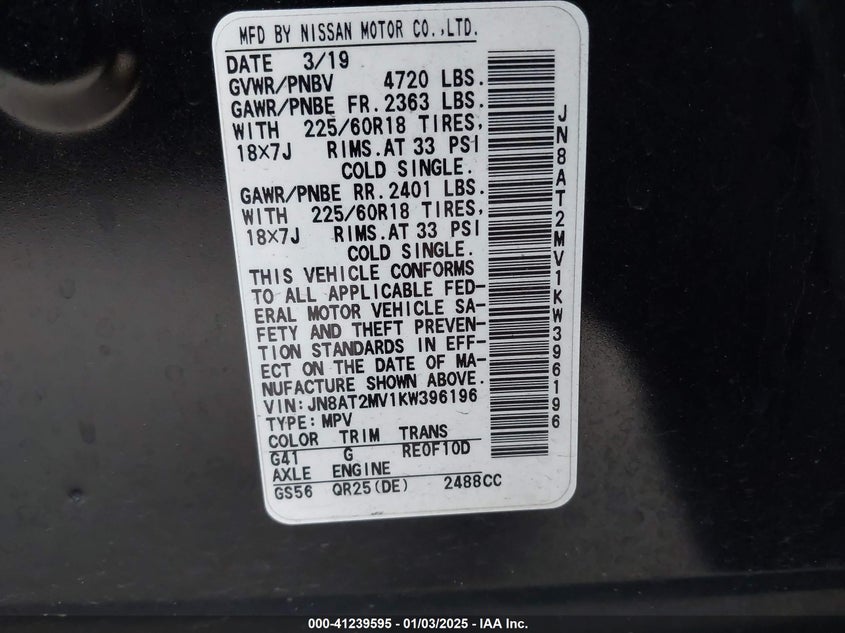 MFD BY NISSAN MOTOR CO.,LTD.
DATE 3/19
GVWR/PNBV 4720 LBS.
GAWR/PNBE FR. 2363 LBS.
WITH 225/60R18 TIRES,
18×7J RIMS.AT 33 PSI
COLD SINGLE.
GAWR/PNBE RR. 2401 LBS.
WITH 225/60R18 TIRES,
18×7J RIMS.AT 33 PSI
COLD SINGLE.
THIS VEHICLE CONFORMS
TO ALL APPLICABLE FED-
ERAL MOTOR VEHICLE SA-
FETY AND THEFT PREVEN-
TION STANDARDS IN EFF-
ECT ON THE DATE OF MA-
NUFACTURE SHOWN ABOVE.
VIN:JN8AT2MV1KW396196
TYPE:MPV
COLOR TRIM TRANS
G41 G RE0F10D
AXLE ENGINE
GS56 QR25(DE) 2488CC
JN8AT2MV1KW396196
000-41239595 - 01/03/2025 - IAA Inc.